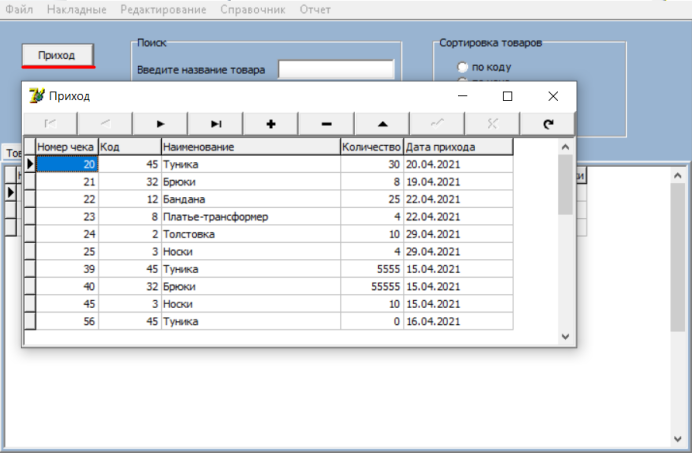 Файл Накладные Редактирование Справочник Отчет
Приход
Поиск
Введите название товара
Сортировка товаров
по коду
Приход
Номер чека Код Наименование Количество Дата прихода
20 45 Туника 30 20.04.2021
21 32 Брюки 8 19.04.2021
22 12 Бандана 25 22.04.2021
23 8 Платье-трансформер 4 22.04.2021
24 2 Толстовка 10 29.04.2021
25 3 Носки 4 29.04.2021
39 45 Туника 5555 15.04.2021
40 32 Брюки 55555 15.04.2021
45 3 Носки 10 15.04.2021
56 45 Туника 0 16.04.2021